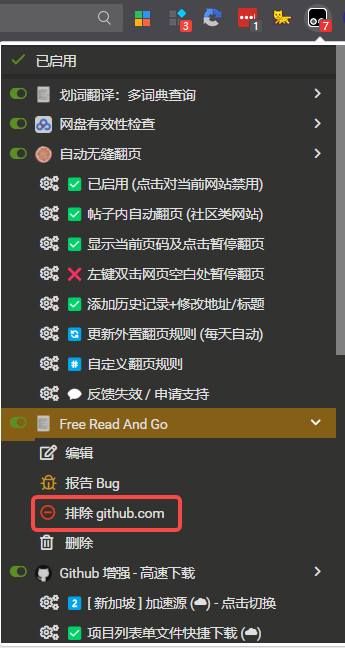 3
1
7
已启用
划词翻译：多词典查询
网盘有效性检查
自动无缝翻页
已启用 (点击对当前网站禁用)
帖子内自动翻页 (社区类网站)
显示当前页码及点击暂停翻页
左键双击网页空白处暂停翻页
添加历史记录+修改地址/标题
更新外置翻页规则 (每天自动)
# 自定义翻页规则
反馈失效 / 申请支持
Free Read And Go
编辑
报告 Bug
排除 github.com
删除
Github 增强 - 高速下载
2 [ 新加坡 ] 加速源 (☁) - 点击切换
项目列表单文件快捷下载 (☁)